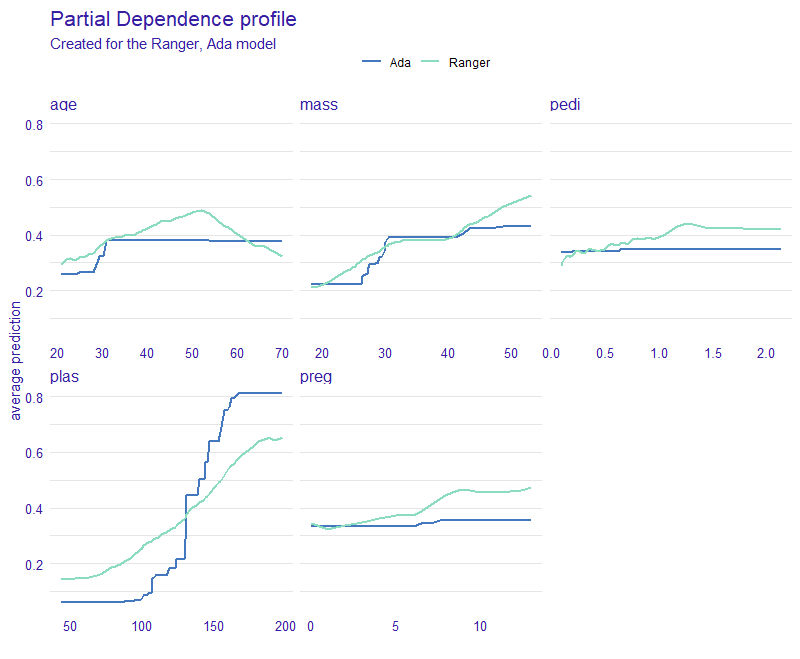 Partial Dependence profile
Created for the Ranger, Ada model
Ada Ranger
age mass pedi
0.8
0.6
0.4
0.2
20 30 40 50 60 70 20 30 40 50 0.0 0.5 1.0 1.5 2.0
average prediction
plas preg
0.8
0.6
0.4
0.2
50 100 150 200 0 5 10